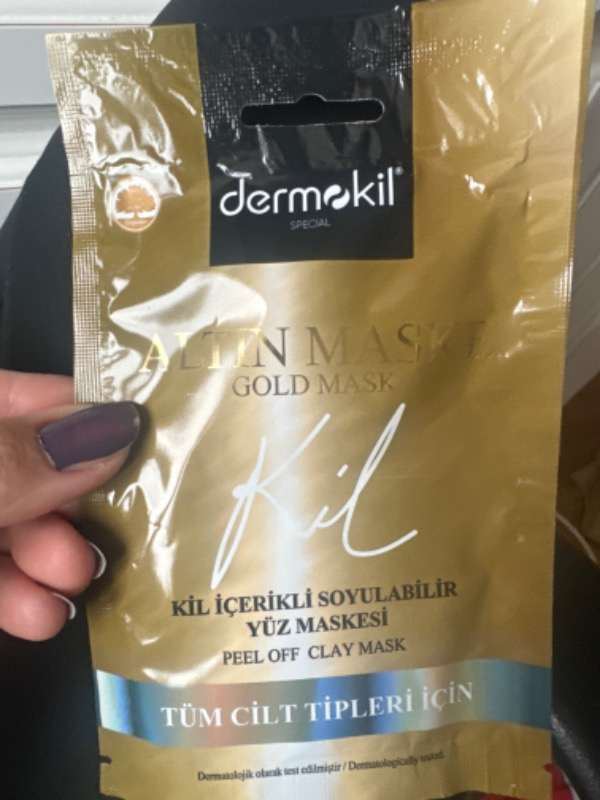 dermokil®
SPECIAL
ALTIN MASKE
GOLD MASK
Kil
KİL İÇERİKLİ SOYULABİLİR
YÜZ MASKESİ
PEEL OFF CLAY MASK
TÜM CİLT TİPLERİ İÇİN
Dermatolojik olarak test edilmiştir / Dermatologically tested.